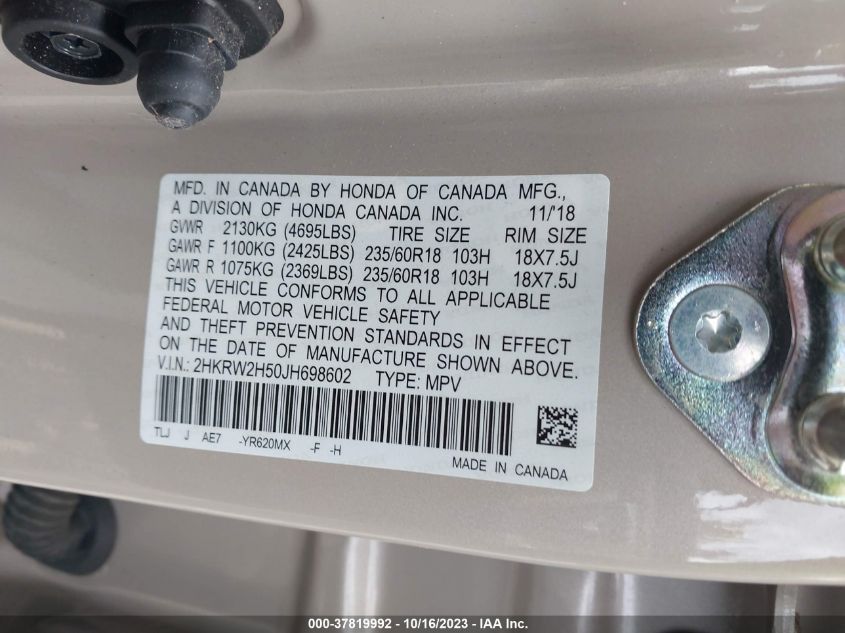 MFD. IN CANADA BY HONDA OF CANADA MFG.,
A DIVISION OF HONDA CANADA INC. 11/'18
GVWR 2130KG (4695LBS) TIRE SIZE RIM SIZE
GAWR F 1100KG (2425LBS) 235/60R18 103H 18X7.5J
GAWR R 1075KG (2369LBS) 235/60R18 103H 18X7.5J
THIS VEHICLE CONFORMS TO ALL APPLICABLE
FEDERAL MOTOR VEHICLE SAFETY
AND THEFT PREVENTION STANDARDS IN EFFECT
ON THE DATE OF MANUFACTURE SHOWN ABOVE.
V.I.N.: 2HKRW2H50JH698602 TYPE: MPV
TLJ J AE7 -YR620MX -F -H
MADE IN CANADA
000-37819992 - 10/16/2023 - IAA Inc.